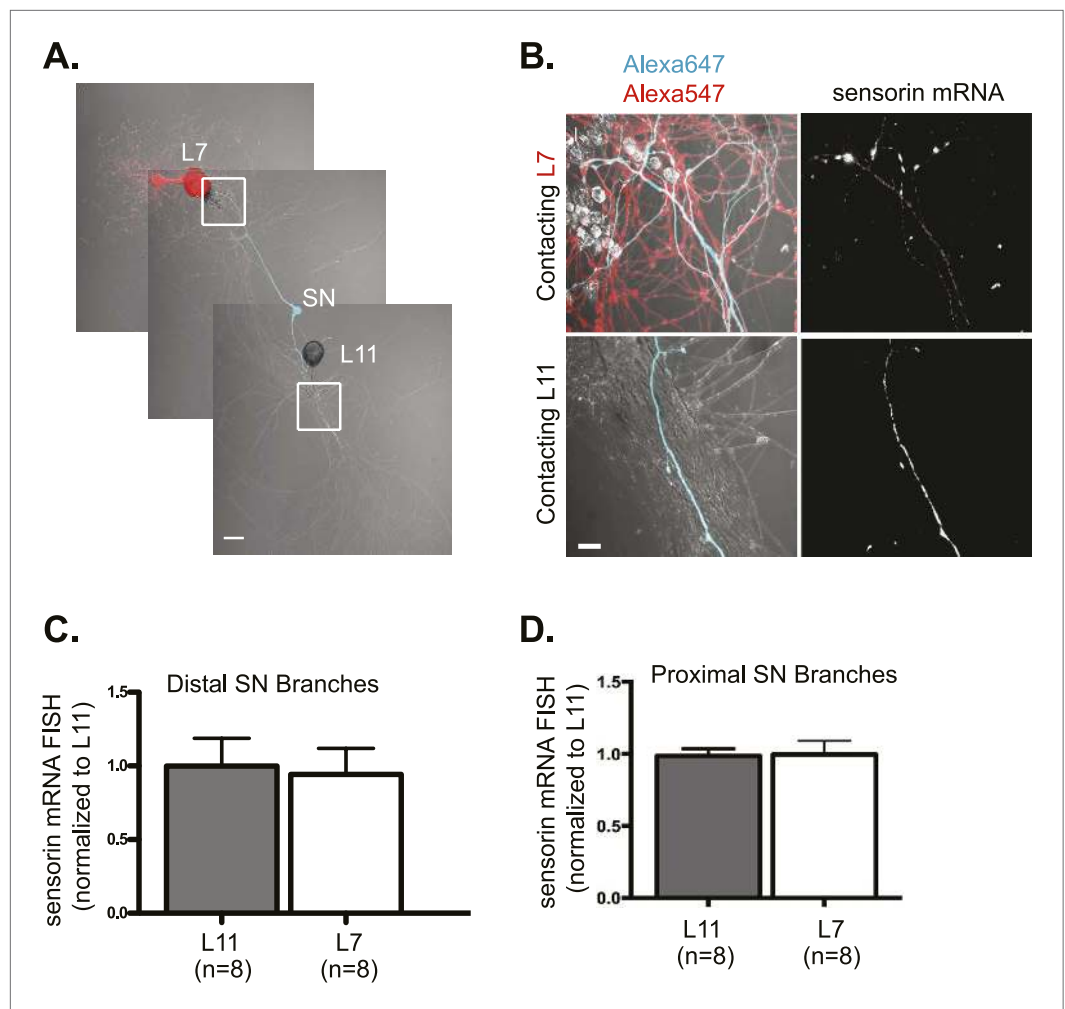 A.
L7
SN
L11
B.
Alexa647
Alexa547
sensorin mRNA
Contacting L7
Contacting L11
C.
Distal SN Branches
sensorin mRNA FISH
(normalized to L11)
1.5
1.0
0.5
0.0
L11
(n=8)
L7
(n=8)
D.
Proximal SN Branches
sensorin mRNA FISH
(normalized to L11)
1.5
1.0
0.5
0.0
L11
(n=8)
L7
(n=8)